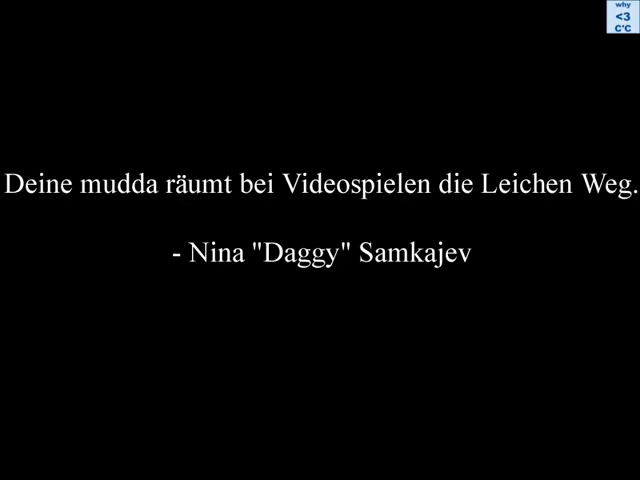 why
<3
C'C
Deine mudda räumt bei Videospielen die Leichen Weg.
- Nina "Daggy" Samkajev